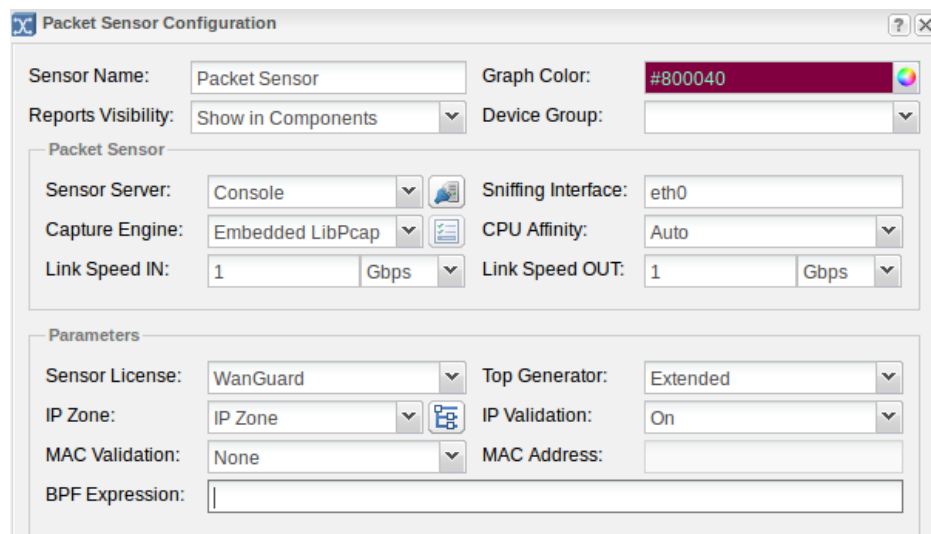 Packet Sensor Configuration ?
Sensor Name: Packet Sensor Graph Color: #800040
Reports Visibility: Show in Components Device Group:
Packet Sensor
Sensor Server: Console Sniffing Interface: eth0
Capture Engine: Embedded LibPcap CPU Affinity: Auto
Link Speed IN: 1 Gbps Link Speed OUT: 1 Gbps
Parameters
Sensor License: WanGuard Top Generator: Extended
IP Zone: IP Zone IP Validation: On
MAC Validation: None MAC Address:
BPF Expression: